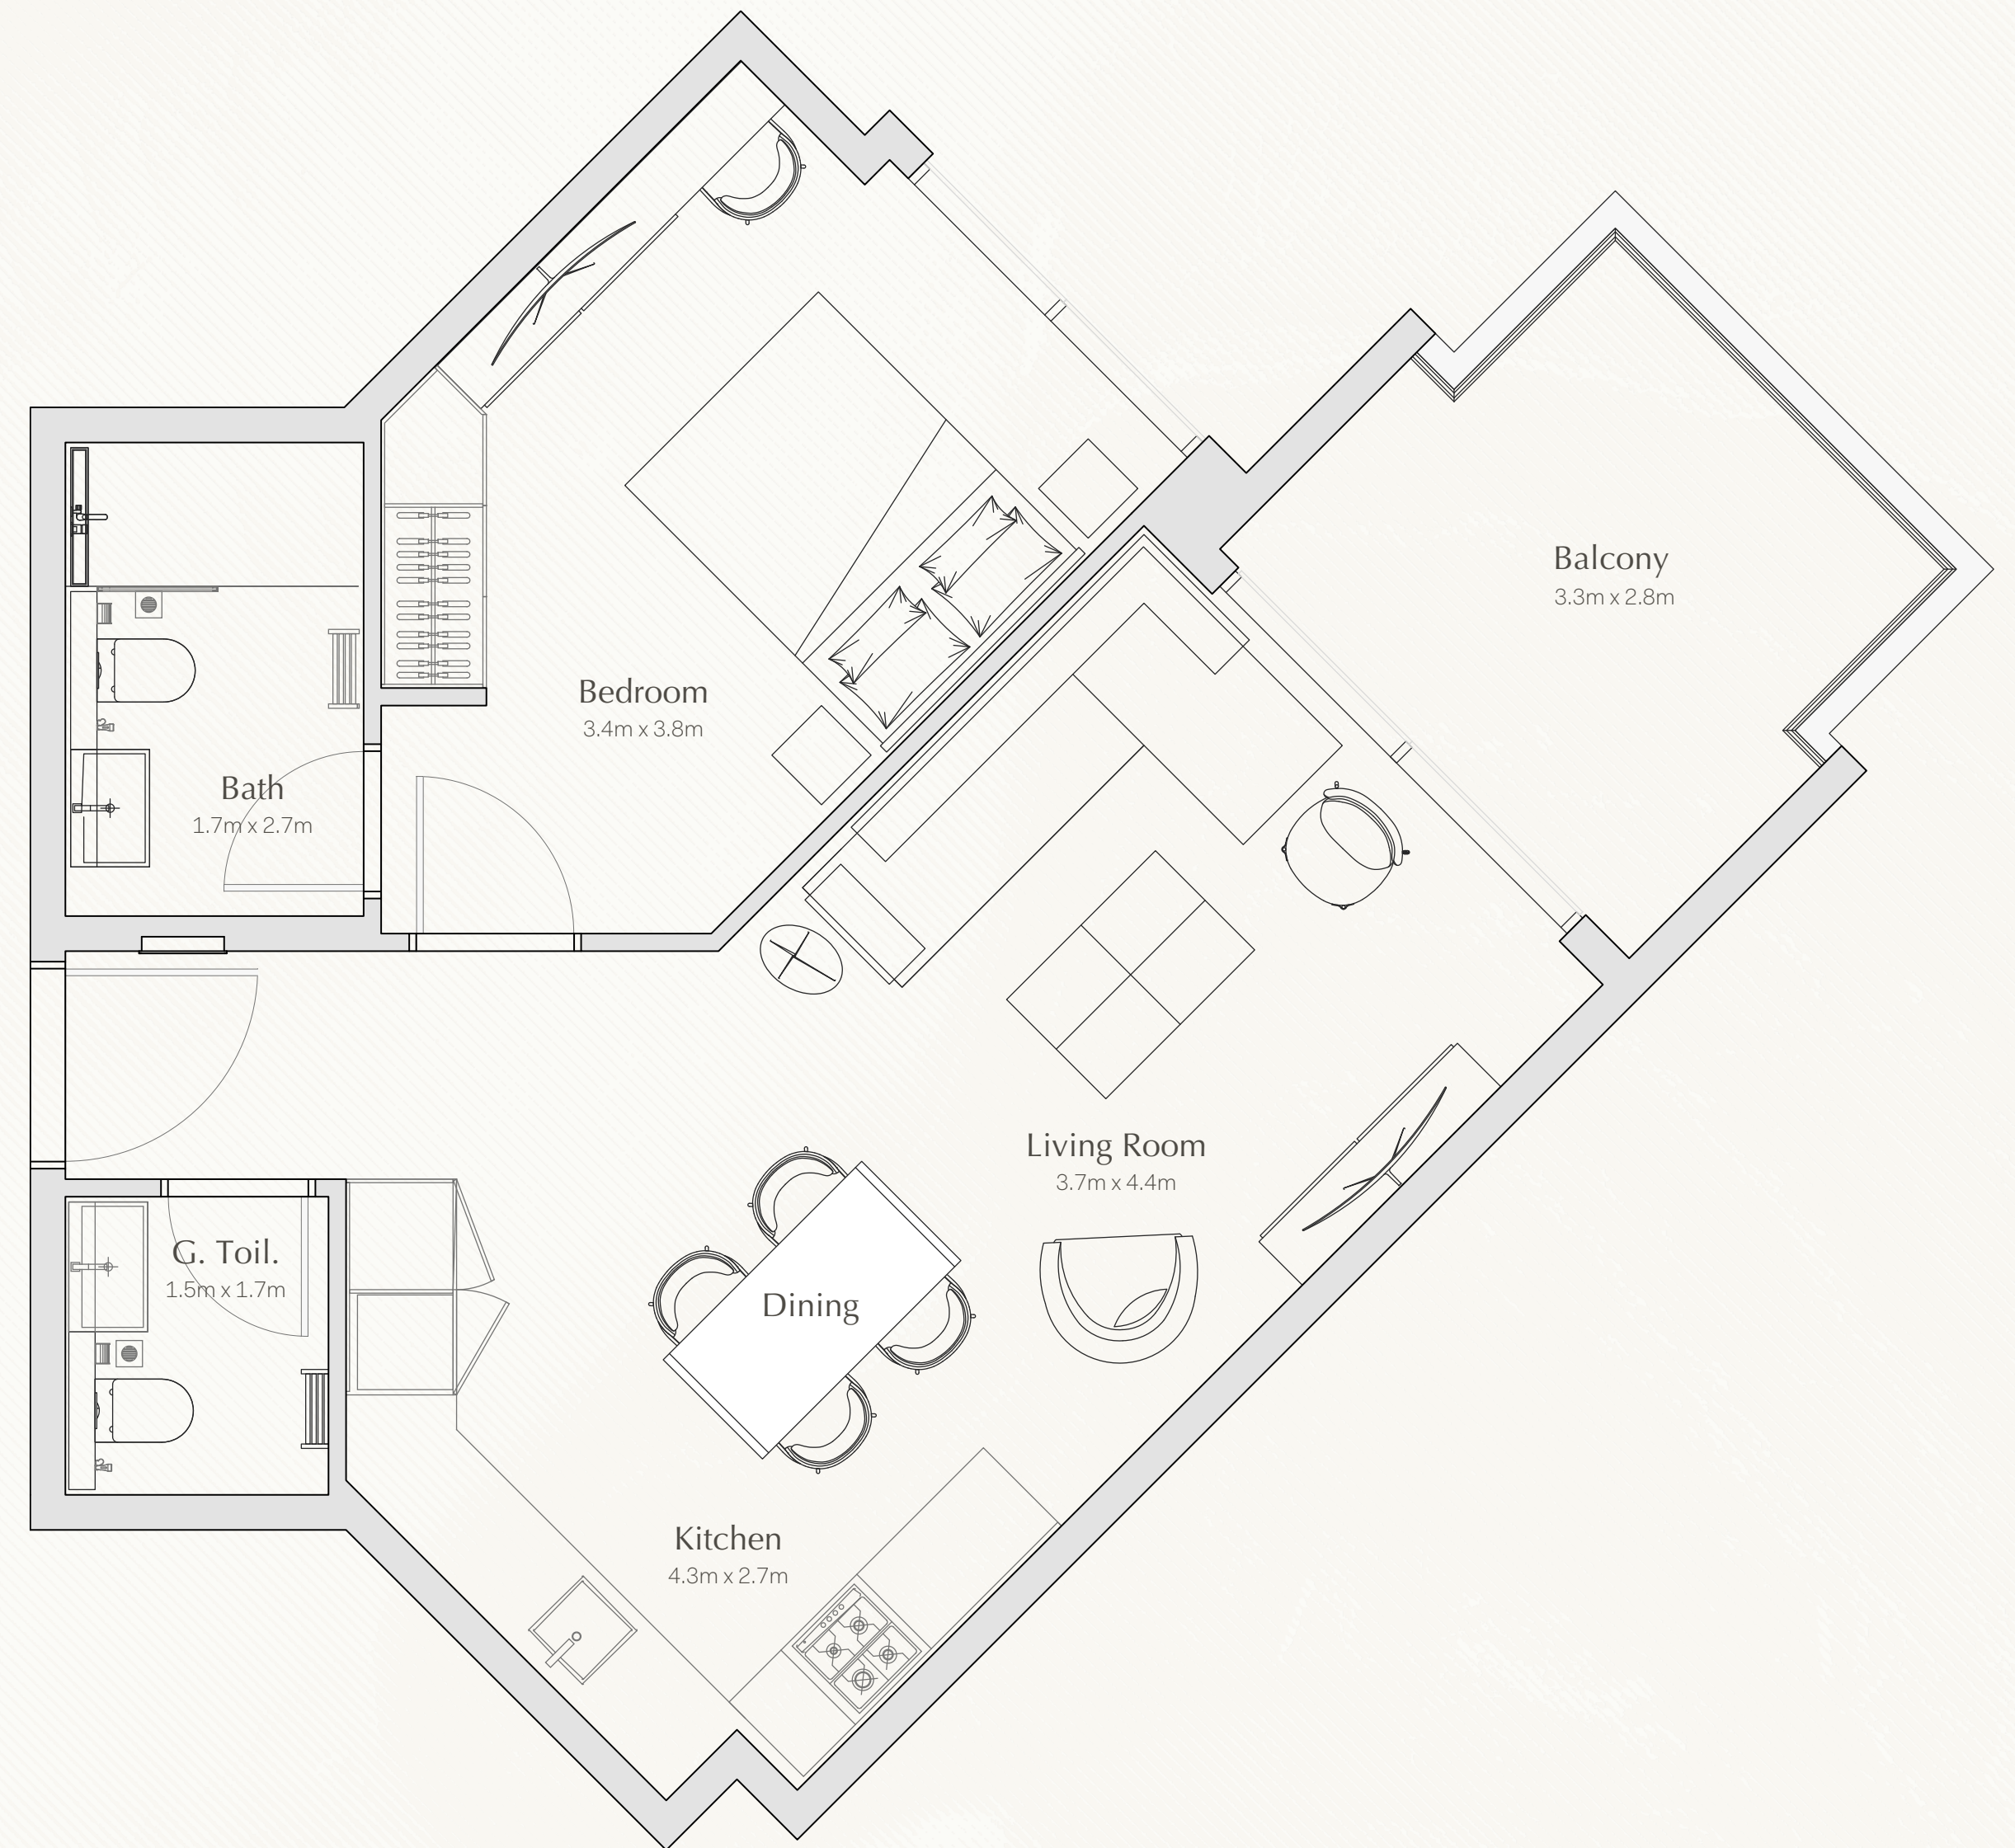 Balcony
3.3m x 2.8m
Bedroom
3.4m x 3.8m
Bath
1.7m x 2.7m
Living Room
3.7m x 4.4m
G. Toil.
1.5m x 1.7m
Dining
Kitchen
4.3m x 2.7m